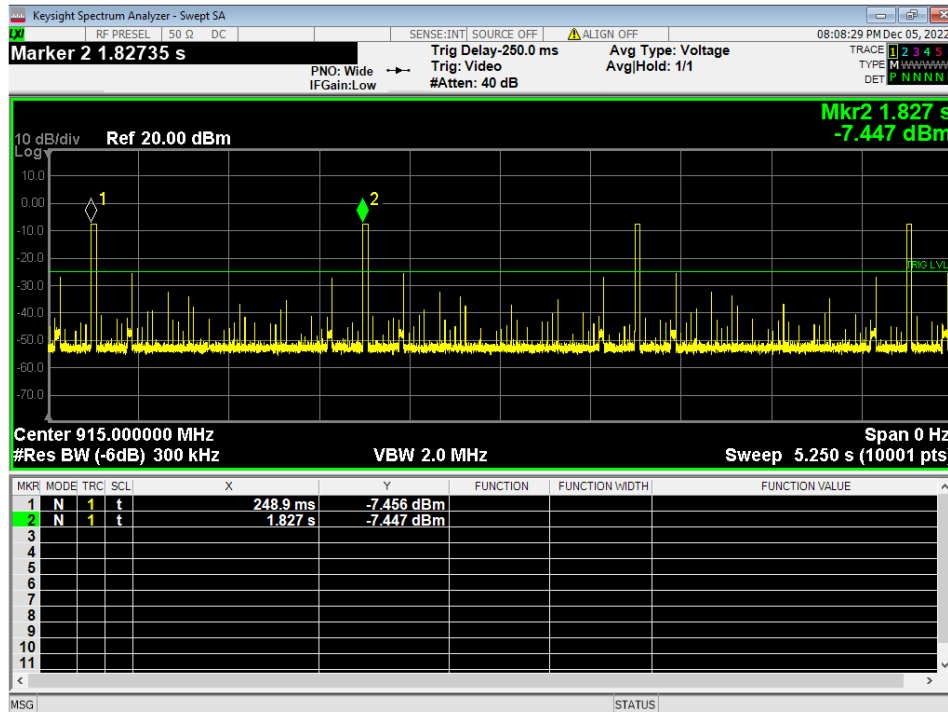 Keysight Spectrum Analyzer - Swept SA
LXI RF PRESEL 50 Ω DC SENSE:INT SOURCE OFF ALIGN OFF 08:08:29 PM Dec 05, 2022
Marker 2 1.82735 s
PNO: Wide
IFGain:Low
Trig Delay-250.0 ms
Trig: Video
#Atten: 40 dB
Avg Type: Voltage
Avg|Hold: 1/1
TRACE 1 2 3 4 5
TYPE M WWWWW
DET P N N N N
Mkr2 1.827 s
-7.447 dBm
10 dB/div Ref 20.00 dBm
Log
10.0
0.00
-10.0
-20.0
-30.0
-40.0
-50.0
-60.0
-70.0
1
2
TRIG LVL
Center 915.000000 MHz Span 0 Hz
#Res BW (-6dB) 300 kHz VBW 2.0 MHz Sweep 5.250 s (10001 pts)
MKR MODE TRC SCL X Y FUNCTION FUNCTION WIDTH FUNCTION VALUE
1 N 1 t 248.9 ms -7.456 dBm
2 N 1 t 1.827 s -7.447 dBm
3
4
5
6
7
8
9
10
11
MSG STATUS